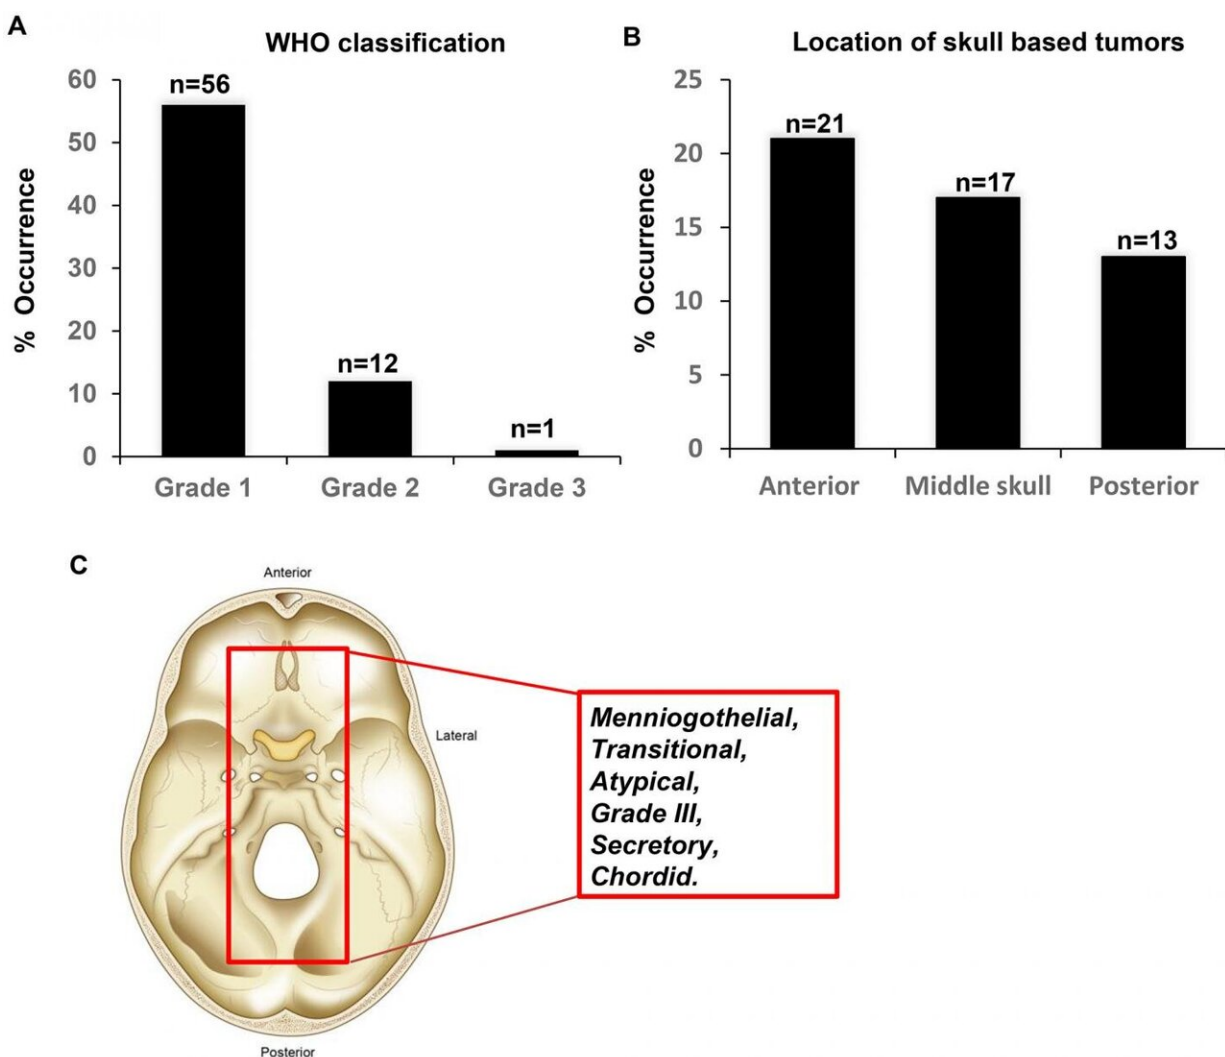 A
WHO classification
% Occurrence
60
50
40
30
20
10
0
n=56
n=12
n=1
Grade 1
Grade 2
Grade 3
B
Location of skull based tumors
% Occurrence
25
20
15
10
5
0
n=21
n=17
n=13
Anterior
Middle skull
Posterior
C
Anterior
Lateral
Posterior
Menniogothelial,
Transitional,
Atypical,
Grade III,
Secretory,
Chordid.